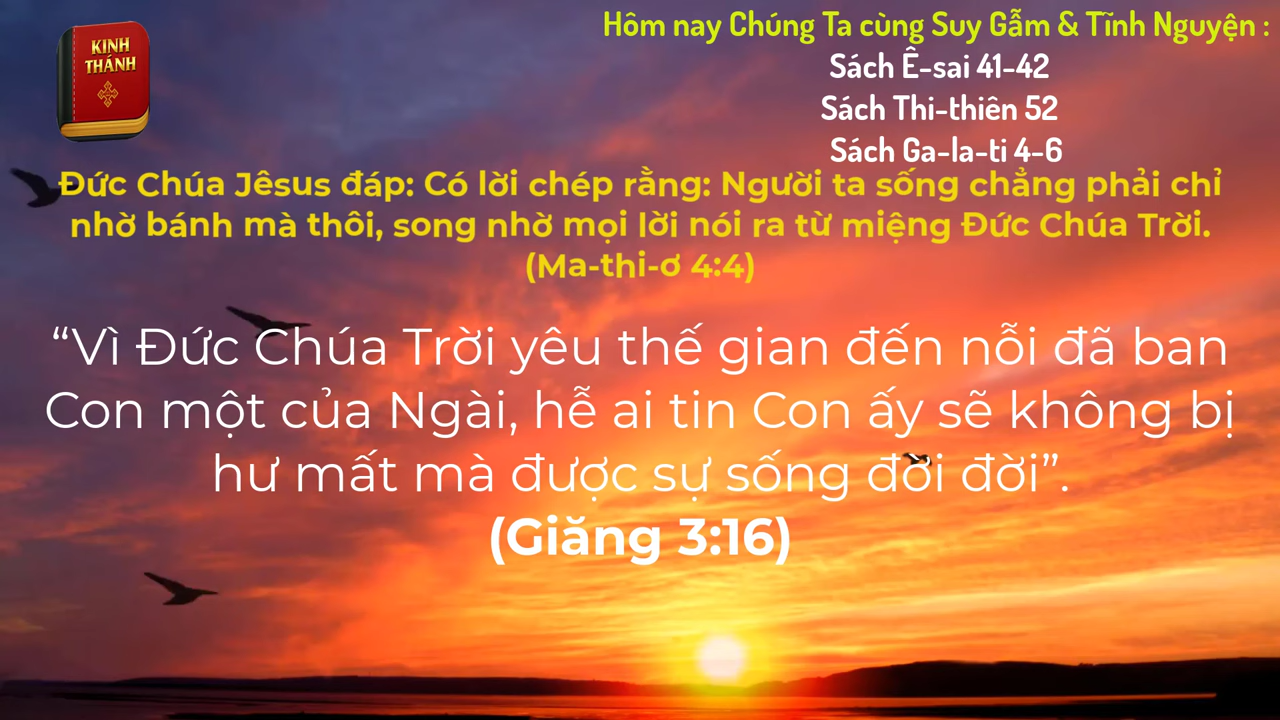 KINH
THÁNH
Hôm nay Chúng Ta cùng Suy Gẫm & Tĩnh Nguyện :
Sách Ê-sai 41-42
Sách Thi-thiên 52
Sách Ga-la-ti 4-6
Đức Chúa Jêsus đáp: Có lời chép rằng: Người ta sống chẳng phải chỉ
nhờ bánh mà thôi, song nhờ mọi lời nói ra từ miệng Đức Chúa Trời.
(Ma-thi-ơ 4:4)
“Vì Đức Chúa Trời yêu thế gian đến nỗi đã ban
Con một của Ngài, hễ ai tin Con ấy sẽ không bị
hư mất mà được sự sống đời đời”.
(Giăng 3:16)